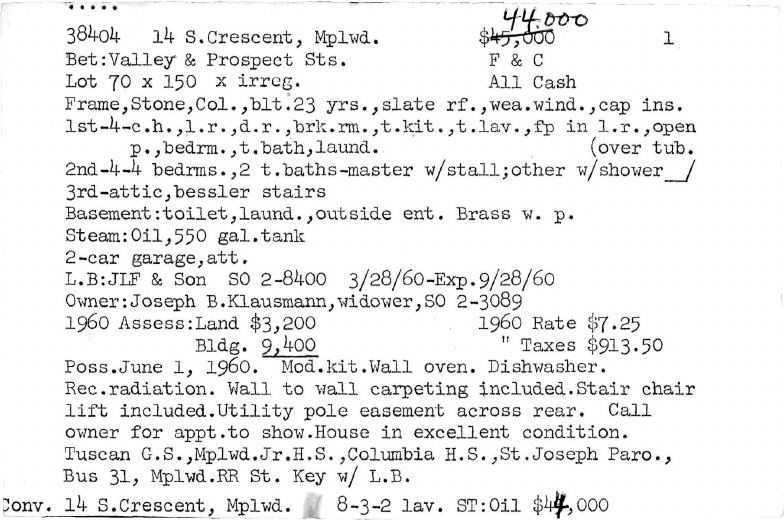 44.000
38404 14 S.Crescent, Mplwd. $45,000 1
Bet:Valley & Prospect Sts. F & C
Lot 70 x 150 x irreg. All Cash
Frame,Stone,Col.,blt.23 yrs.,slate rf.,wea.wind.,cap ins.
1st-4-c.h.,l.r.,d.r.,brk.rm.,t.kit.,t.lav.,fp in l.r.,open
p.,bedrm.,t.bath,laund. (over tub.
2nd-4-4 bedrms.,2 t.baths-master w/stall;other w/shower /
3rd-attic,bessler stairs
Basement:toilet,laund.,outside ent. Brass w. p.
Steam:Oil,550 gal.tank
2-car garage,att.
L.B:JLF & Son SO 2-8400 3/28/60-Exp.9/28/60
Owner:Joseph B.Klausmann,widower,SO 2-3089
1960 Assess:Land $3,200 1960 Rate $7.25
Bldg. 9,400 " Taxes $913.50
Poss.June 1, 1960. Mod.kit.Wall oven. Dishwasher.
Rec.radiation. Wall to wall carpeting included.Stair chair
lift included.Utility pole easement across rear. Call
owner for appt.to show.House in excellent condition.
Tuscan G.S.,Mplwd.Jr.H.S.,Columbia H.S.,St.Joseph Paro.,
Bus 31, Mplwd.RR St. Key w/ L.B.
Conv. 14 S.Crescent, Mplwd. 8-3-2 lav. ST:Oil $44,000